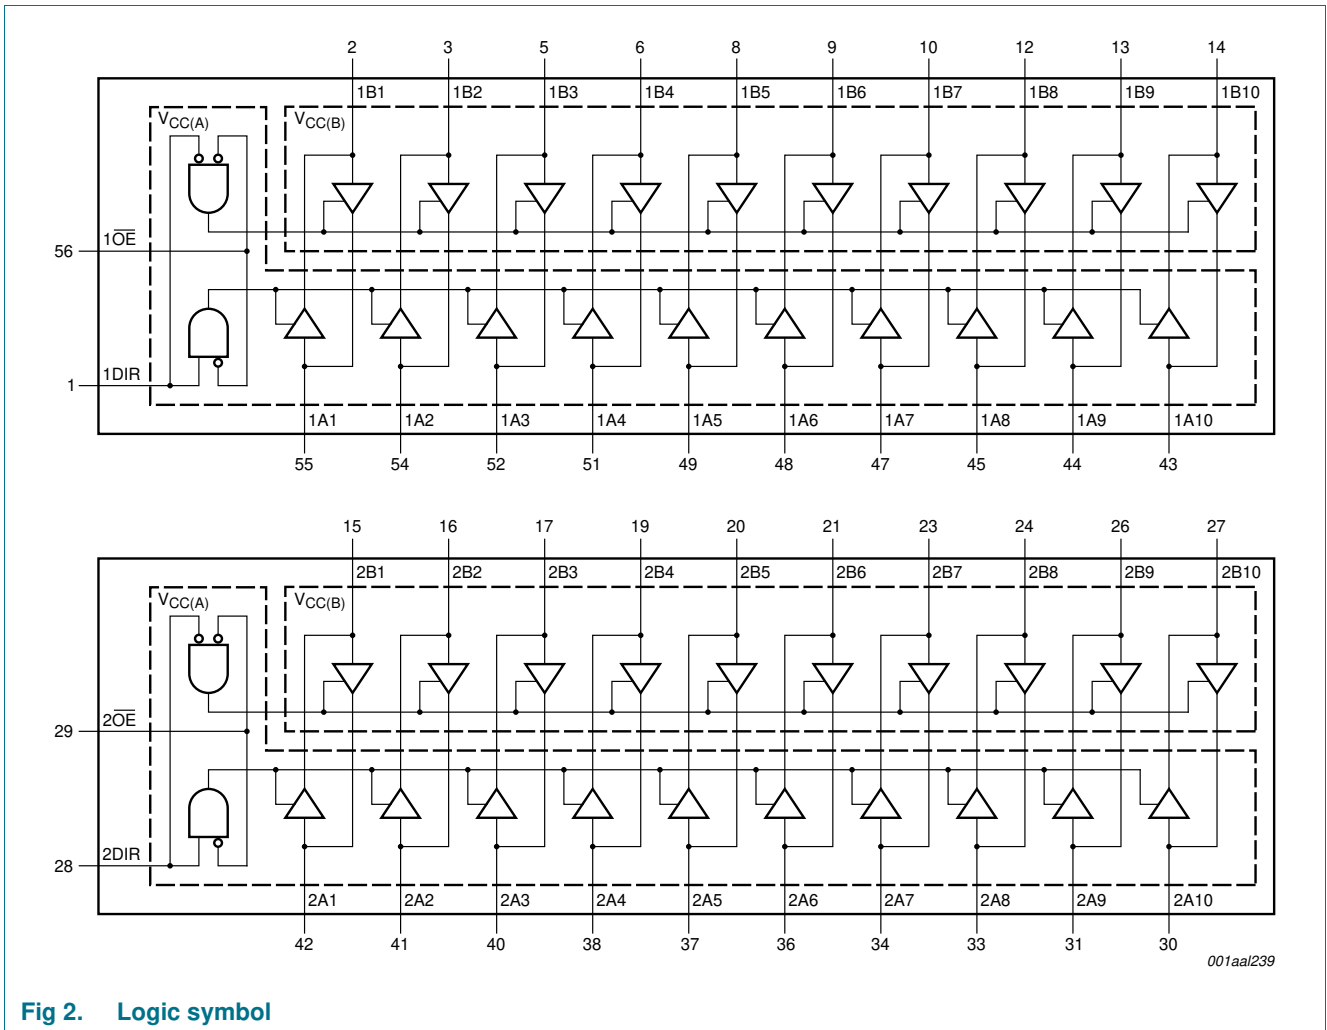 2 3 5 6 8 9 10 12 13 14
1B1 1B2 1B3 1B4 1B5 1B6 1B7 1B8 1B9 1B10
VCC(A) VCC(B)
1O̅E̅
56
1DIR
1
1A1 1A2 1A3 1A4 1A5 1A6 1A7 1A8 1A9 1A10
55 54 52 51 49 48 47 45 44 43
15 16 17 19 20 21 23 24 26 27
2B1 2B2 2B3 2B4 2B5 2B6 2B7 2B8 2B9 2B10
VCC(A) VCC(B)
2O̅E̅
29
2DIR
28
2A1 2A2 2A3 2A4 2A5 2A6 2A7 2A8 2A9 2A10
42 41 40 38 37 36 34 33 31 30
001aal239
Fig 2. Logic symbol